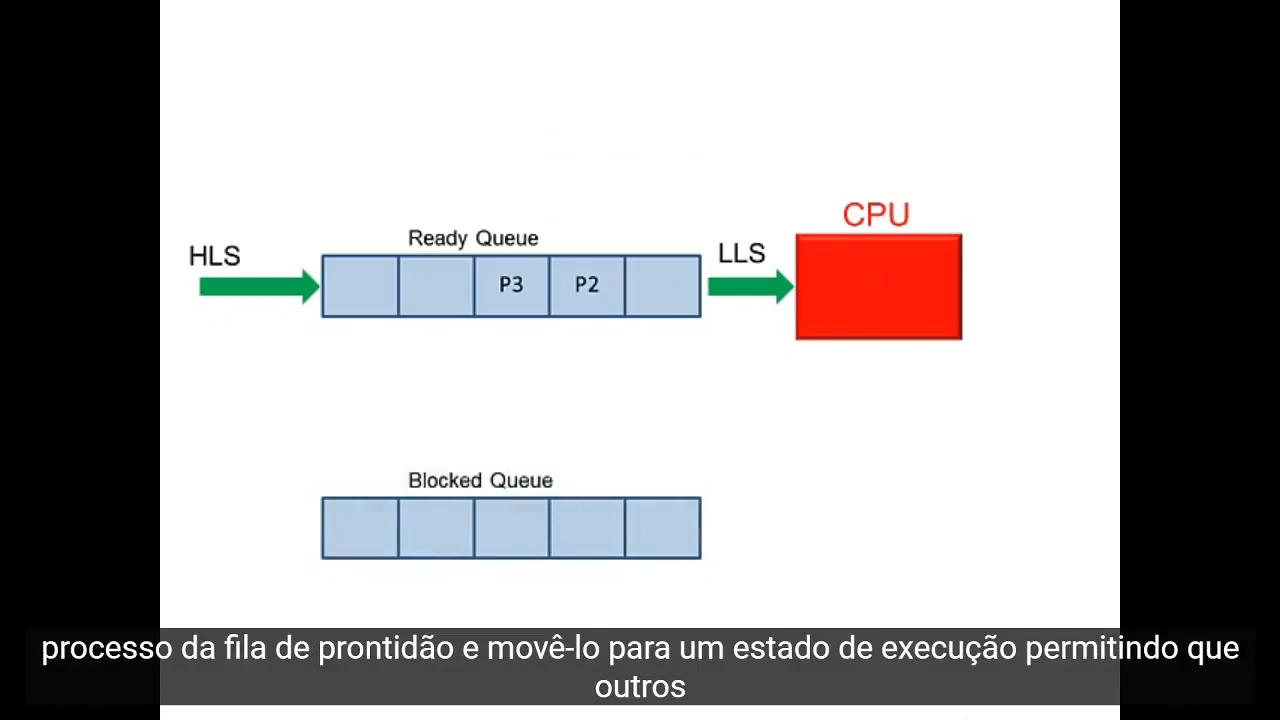 CPU
Ready Queue
HLS
LLS
P3
P2
Blocked Queue
processo da fila de prontidão e movê-lo para um estado de execução permitindo que
outros